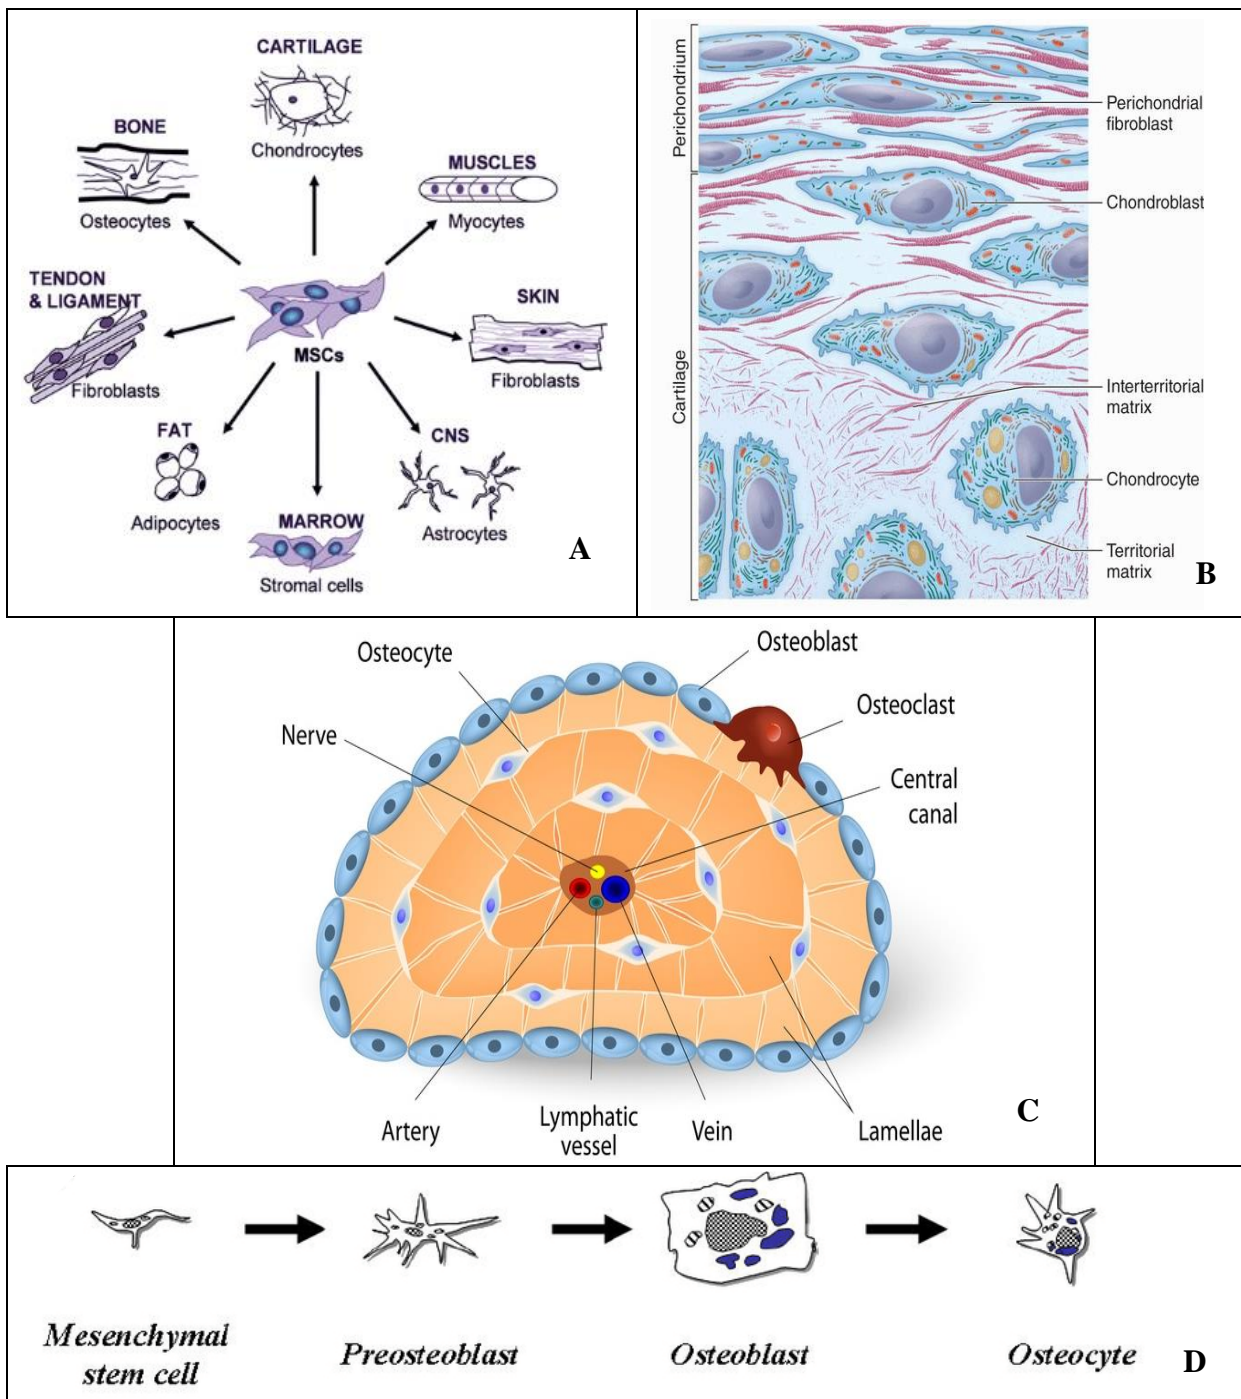 CARTILAGE
Chondrocytes
BONE
Osteocytes
MUSCLES
Myocytes
TENDON
& LIGAMENT
Fibroblasts
MSCs
SKIN
Fibroblasts
FAT
Adipocytes
CNS
Astrocytes
MARROW
Stromal cells
A
Perichondrium
Cartilage
Perichondrial
fibroblast
Chondroblast
Interterritorial
matrix
Chondrocyte
Territorial
matrix
B
Osteocyte
Osteoblast
Nerve
Osteoclast
Central
canal
Artery
Lymphatic
vessel
Vein
Lamellae
C
Mesenchymal
stem cell
Preosteoblast
Osteoblast
Osteocyte
D